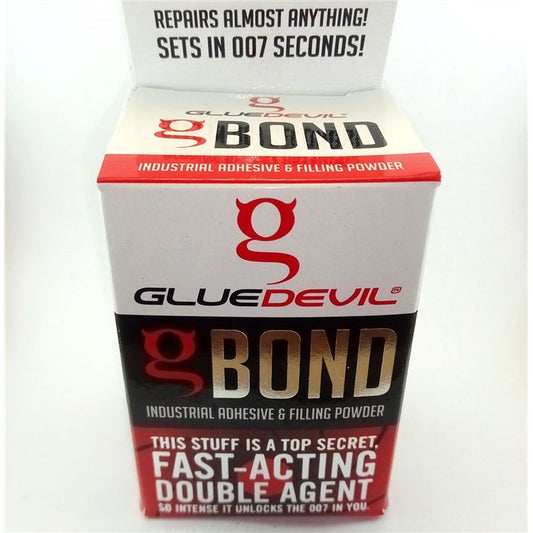 REPAIRS ALMOST ANYTHING!
SETS IN 007 SECONDS!
g
GLUEDEVIL®
gBOND
INDUSTRIAL ADHESIVE & FILLING POWDER
g
GLUEDEVIL®
gBOND
INDUSTRIAL ADHESIVE & FILLING POWDER
THIS STUFF IS A TOP SECRET,
FAST-ACTING
DOUBLE AGENT
SO INTENSE IT UNLOCKS THE 007 IN YOU.